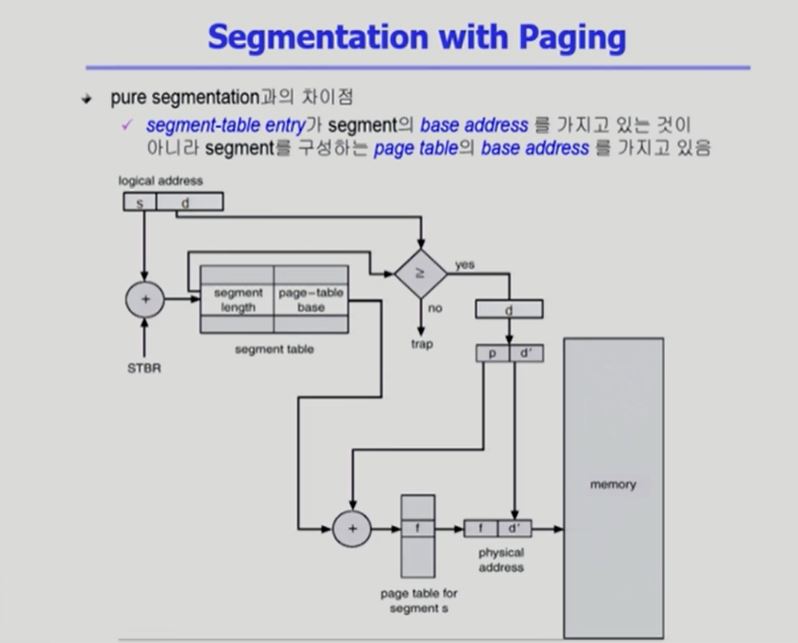 Segmentation with Paging
pure segmentation과의 차이점
segment-table entry가 segment의 base address 를 가지고 있는 것이
아니라 segment를 구성하는 page table의 base address 를 가지고 있음
logical address
s d
≥
yes
no
trap
+
segment length
page-table base
segment table
STBR
d
p d'
memory
+
f
f d'
physical
address
page table for
segment s